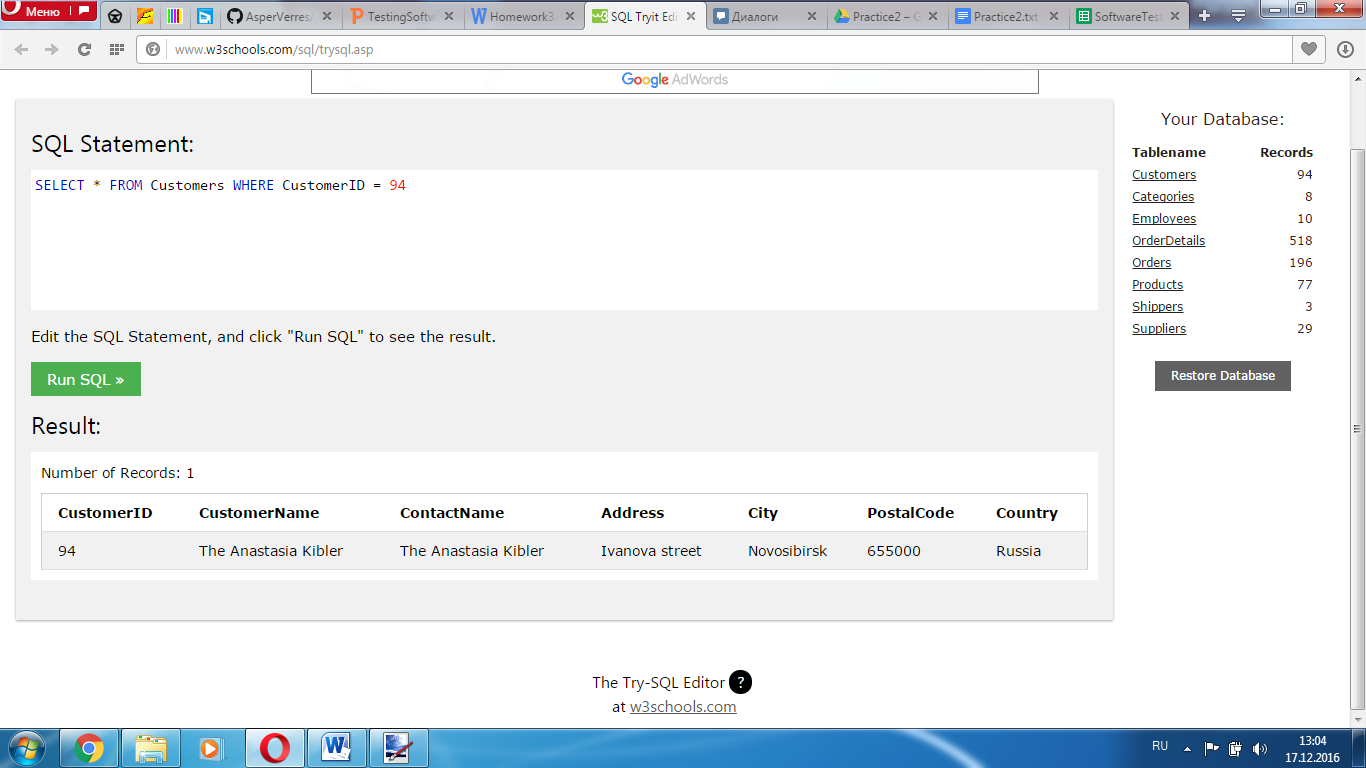 Меню
AsperVerres/
TestingSoftw
Homework3
SQL Tryit Edi
Диалоги
Practice2 – G
Practice2.txt
SoftwareTest
www.w3schools.com/sql/trysql.asp
Google AdWords
SQL Statement:
SELECT * FROM Customers WHERE CustomerID = 94
Edit the SQL Statement, and click "Run SQL" to see the result.
Run SQL »
Result:
Number of Records: 1
CustomerID CustomerName ContactName Address City PostalCode Country
94 The Anastasia Kibler The Anastasia Kibler Ivanova street Novosibirsk 655000 Russia
Your Database:
Tablename Records
Customers 94
Categories 8
Employees 10
OrderDetails 518
Orders 196
Products 77
Shippers 3
Suppliers 29
Restore Database
The Try-SQL Editor ?
at w3schools.com
RU
13:04
17.12.2016